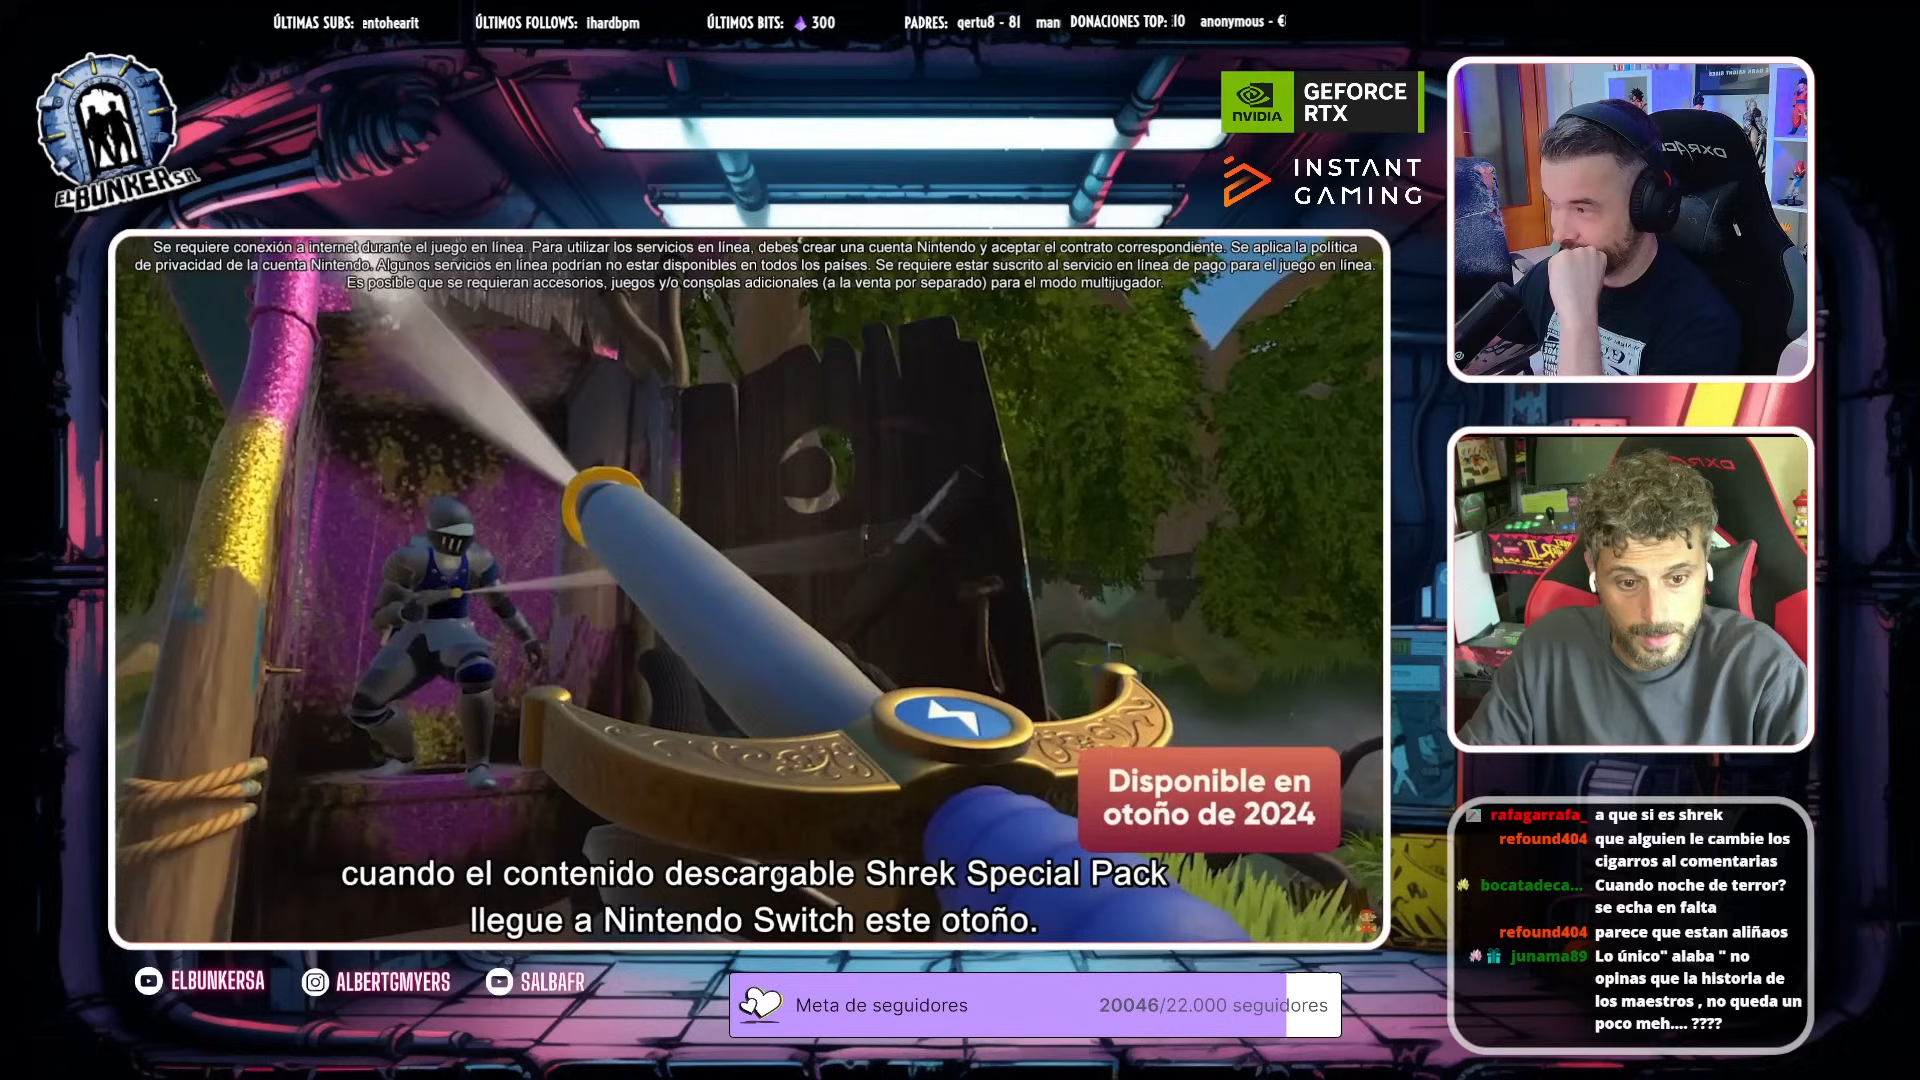 ÚLTIMAS SUBS: entohearit
ÚLTIMOS FOLLOWS: ihardbpm
ÚLTIMOS BITS: 300
PADRES: qertu8 - 81 man
DONACIONES TOP: 10 anonymous - €
EL BUNKER S.A.
NVIDIA
GEFORCE
RTX
INSTANT
GAMING
Se requiere conexión a internet durante el juego en línea. Para utilizar los servicios en línea, debes crear una cuenta Nintendo y aceptar el contrato correspondiente. Se aplica la política
de privacidad de la cuenta Nintendo. Algunos servicios en línea podrían no estar disponibles en todos los países. Se requiere estar suscrito al servicio en línea de pago para el juego en línea.
Es posible que se requieran accesorios, juegos y/o consolas adicionales (a la venta por separado) para el modo multijugador.
Disponible en
otoño de 2024
cuando el contenido descargable Shrek Special Pack
llegue a Nintendo Switch este otoño.
ELBUNKERSA
ALBERTGMYERS
SALBAFR
Meta de seguidores
20046/22.000 seguidores
rafagarrafa_ a que si es shrek
refound404 que alguien le cambie los
cigarros al comentarias
bocatadeca... Cuando noche de terror?
se echa en falta
refound404 parece que estan aliñaos
junama89 Lo único" alaba " no
opinas que la historia de
los maestros , no queda un
poco meh.... ????